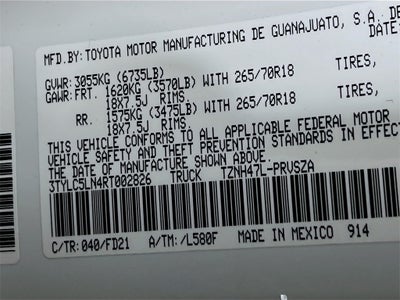 MFD.BY: TOYOTA MOTOR MANUFACTURING DE GUANAJUATO, S.A. DE
DATE:
GVWR: 3055KG (6735LB)
GAWR: FRT. 1620KG (3570LB) WITH 265/70R18 TIRES,
18X7.5J RIMS
RR. 1575KG (3475LB) WITH 265/70R18 TIRES,
18X7.5J RIMS
THIS VEHICLE CONFORMS TO ALL APPLICABLE FEDERAL MOTOR
VEHICLE SAFETY AND THEFT PREVENTION STANDARDS IN EFFECT
THE DATE OF MANUFACTURE SHOWN ABOVE.
3TYLC5LN4RT002826 TRUCK TZNH47L-PRVSZA
C/TR: 040/FD21 A/TM: /L580F MADE IN MEXICO 914